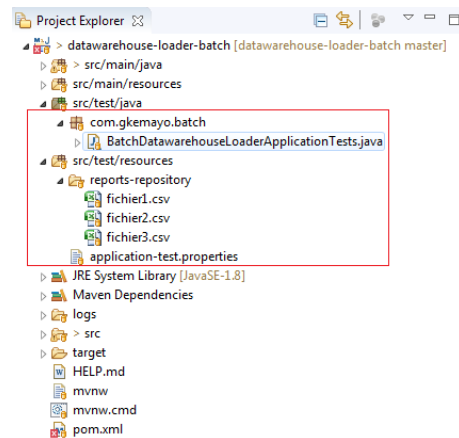 Project Explorer
> datawarehouse-loader-batch [datawarehouse-loader-batch master]
> src/main/java
src/main/resources
src/test/java
com.gkemayo.batch
BatchDatawarehouseLoaderApplicationTests.java
src/test/resources
reports-repository
fichier1.csv
fichier2.csv
fichier3.csv
application-test.properties
JRE System Library [JavaSE-1.8]
Maven Dependencies
logs
> src
target
HELP.md
mvnw
mvnw.cmd
pom.xml